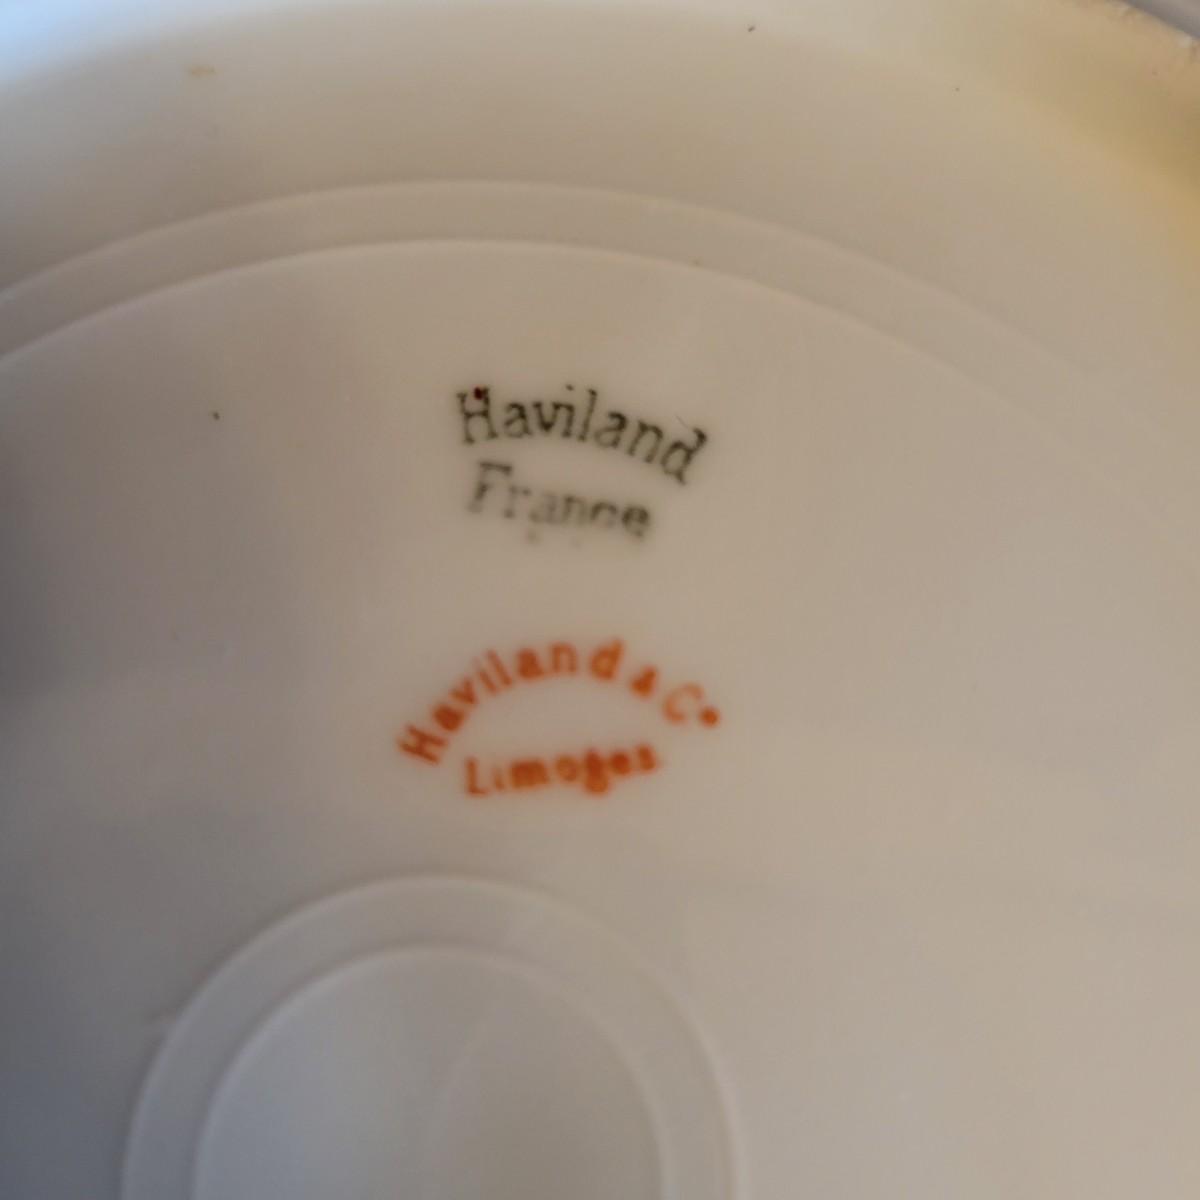 Haviland
France
Haviland & Co
Limoges